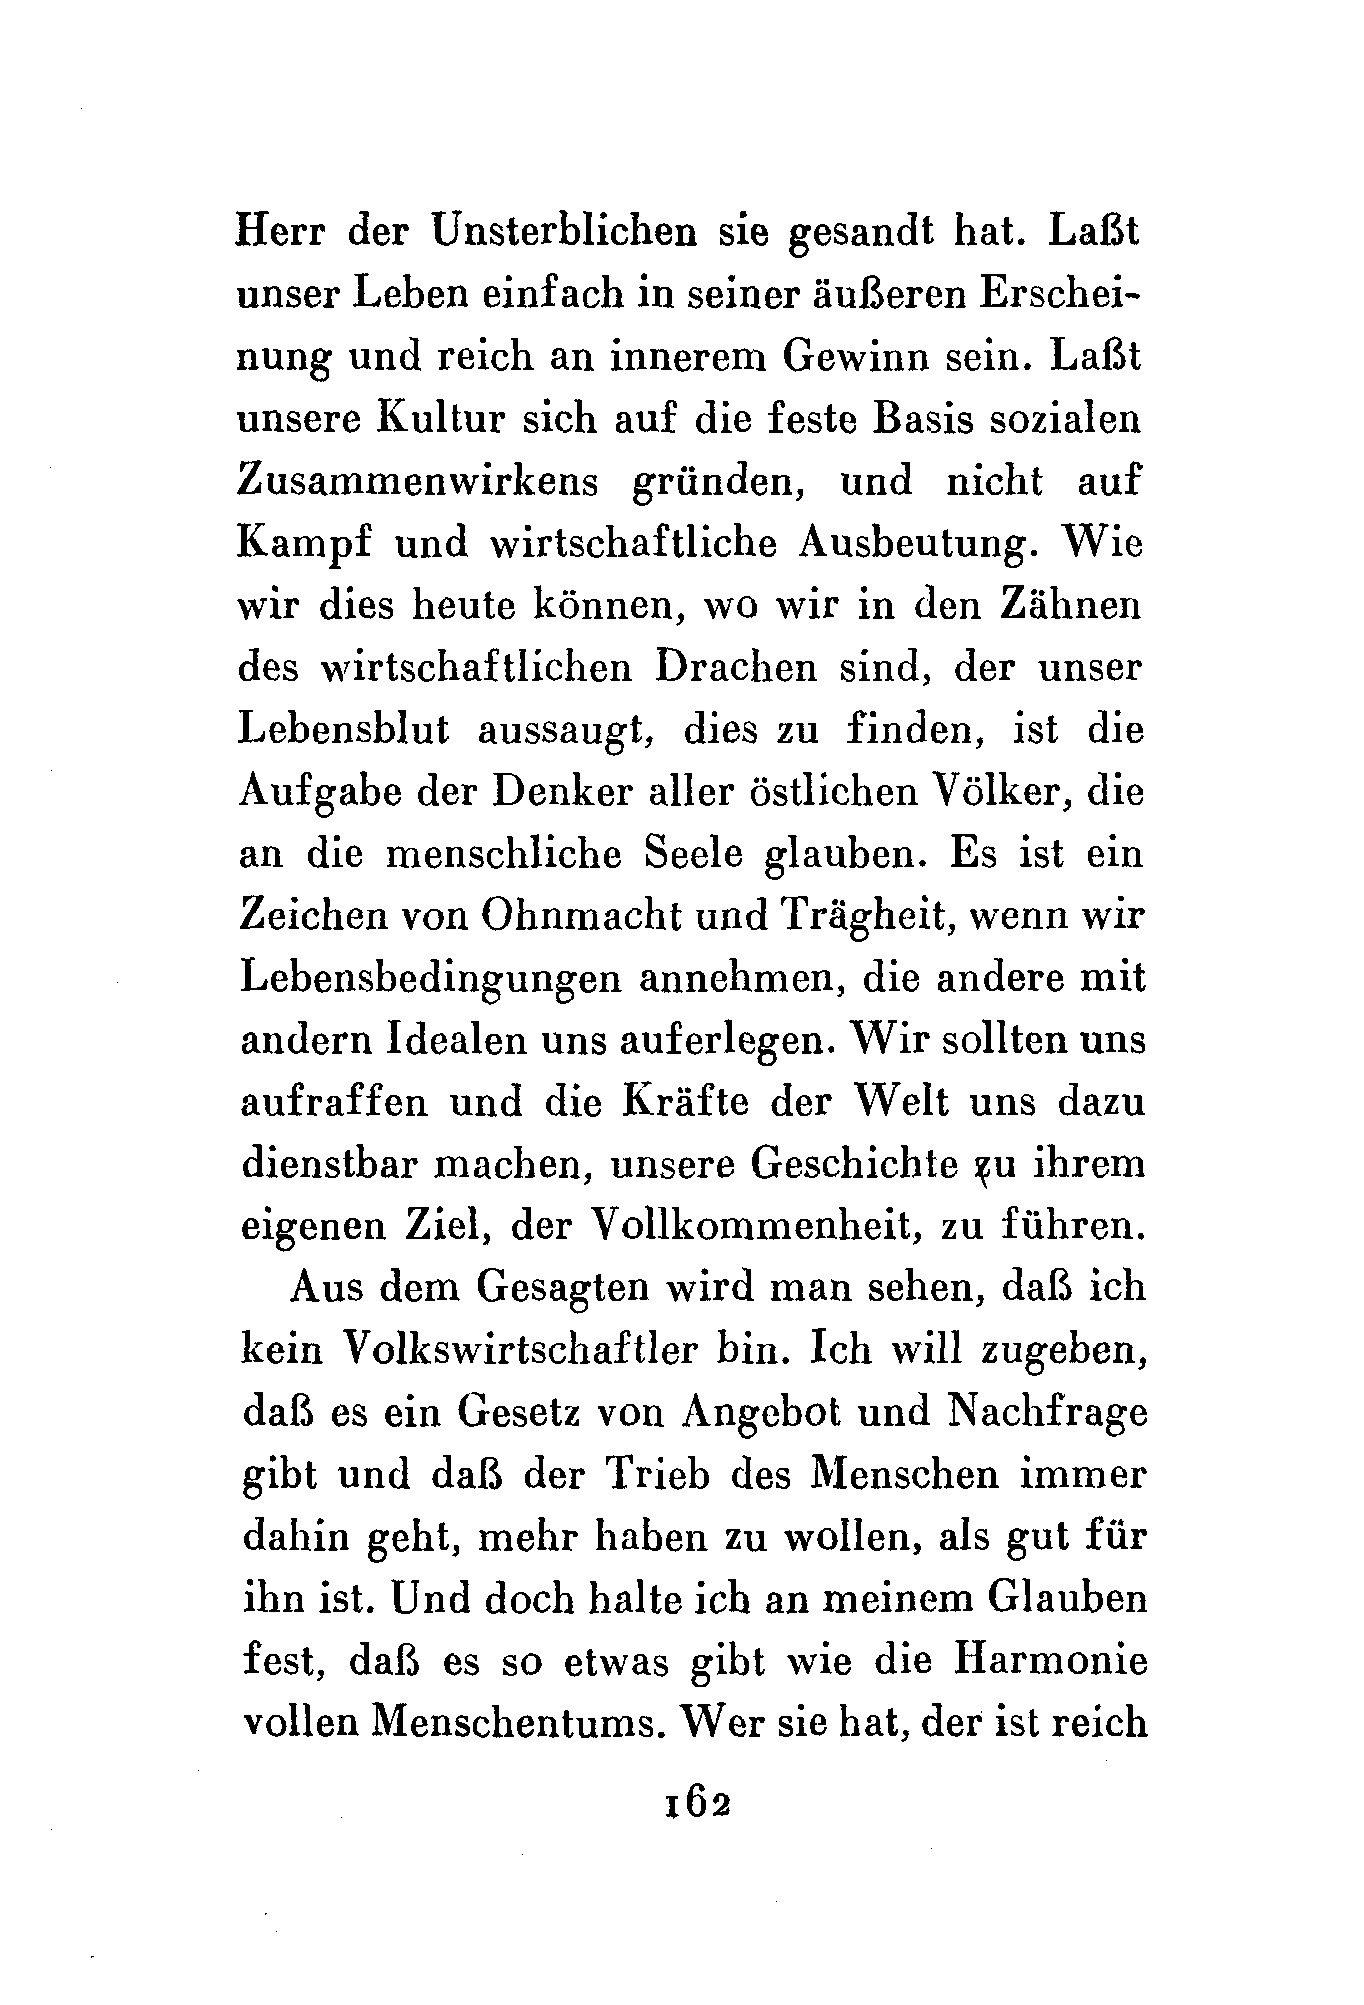 Herr der Unsterblichen sie gesandt hat. Laßt
unser Leben einfach in seiner äußeren Erschei-
nung und reich an innerem Gewinn sein. Laßt
unsere Kultur sich auf die feste Basis sozialen
Zusammenwirkens gründen, und nicht auf
Kampf und wirtschaftliche Ausbeutung. Wie
wir dies heute können, wo wir in den Zähnen
des wirtschaftlichen Drachen sind, der unser
Lebensblut aussaugt, dies zu finden, ist die
Aufgabe der Denker aller östlichen Völker, die
an die menschliche Seele glauben. Es ist ein
Zeichen von Ohnmacht und Trägheit, wenn wir
Lebensbedingungen annehmen, die andere mit
andern Idealen uns auferlegen. Wir sollten uns
aufraffen und die Kräfte der Welt uns dazu
dienstbar machen, unsere Geschichte zu ihrem
eigenen Ziel, der Vollkommenheit, zu führen.
Aus dem Gesagten wird man sehen, daß ich
kein Volkswirtschaftler bin. Ich will zugeben,
daß es ein Gesetz von Angebot und Nachfrage
gibt und daß der Trieb des Menschen immer
dahin geht, mehr haben zu wollen, als gut für
ihn ist. Und doch halte ich an meinem Glauben
fest, daß es so etwas gibt wie die Harmonie
vollen Menschentums. Wer sie hat, der ist reich
162